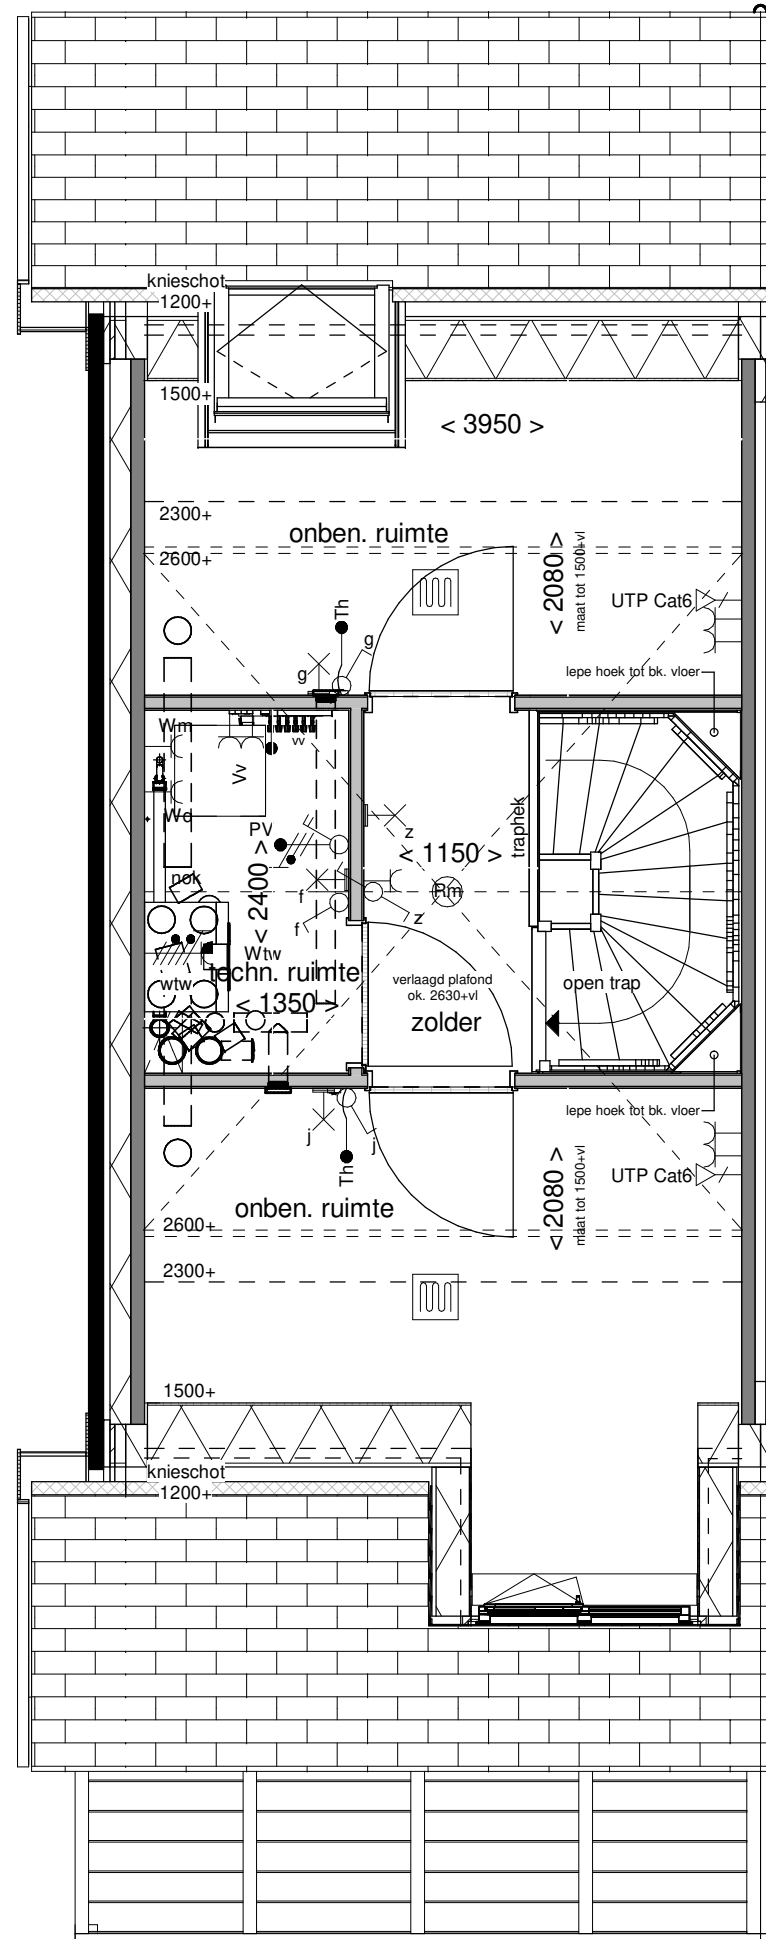 knieschot
1200+
1500+
< 3950 >
2300+
onben. ruimte
2600+
< 2080 >
maat tot 1500+vl
UTP Cat6
Th
g
g
lepe hoek tot bk. vloer
Wm
vv
Vv
Wd
PV
z
traphek
< 1150 >
nok
< 2400 >
f
Rm
z
f
Wtw
wtw
techn. ruimte
< 1350 >
verlaagd plafond
ok. 2630+vl
zolder
open trap
lepe hoek tot bk. vloer
j
j
Th
UTP Cat6
< 2080 >
maat tot 1500+vl
onben. ruimte
2600+
2300+
1500+
knieschot
1200+